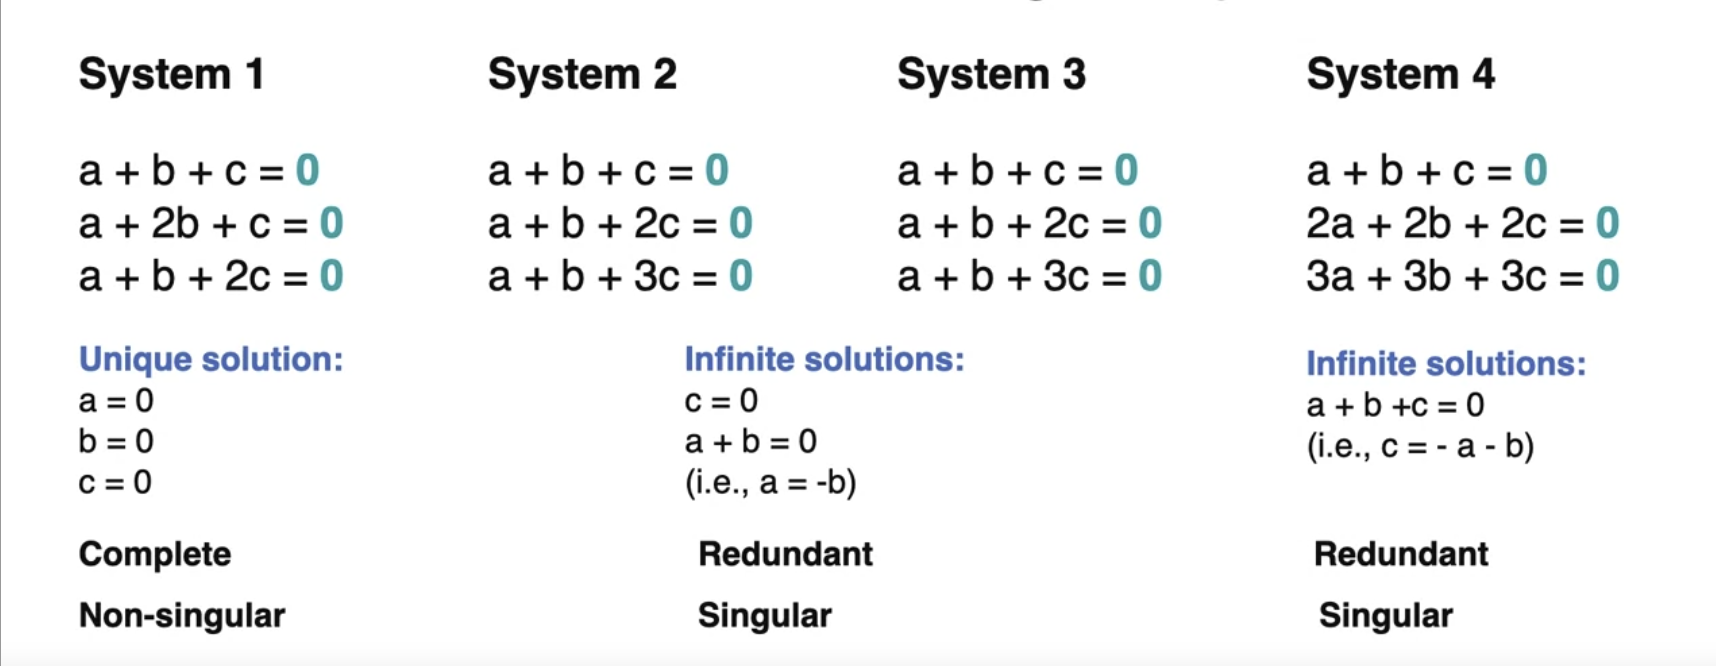 System 1
a + b + c = 0
a + 2b + c = 0
a + b + 2c = 0
Unique solution:
a = 0
b = 0
c = 0
Complete
Non-singular
System 2
a + b + c = 0
a + b + 2c = 0
a + b + 3c = 0
System 3
a + b + c = 0
a + b + 2c = 0
a + b + 3c = 0
Infinite solutions:
c = 0
a + b = 0
(i.e., a = -b)
Redundant
Singular
System 4
a + b + c = 0
2a + 2b + 2c = 0
3a + 3b + 3c = 0
Infinite solutions:
a + b +c = 0
(i.e., c = - a - b)
Redundant
Singular